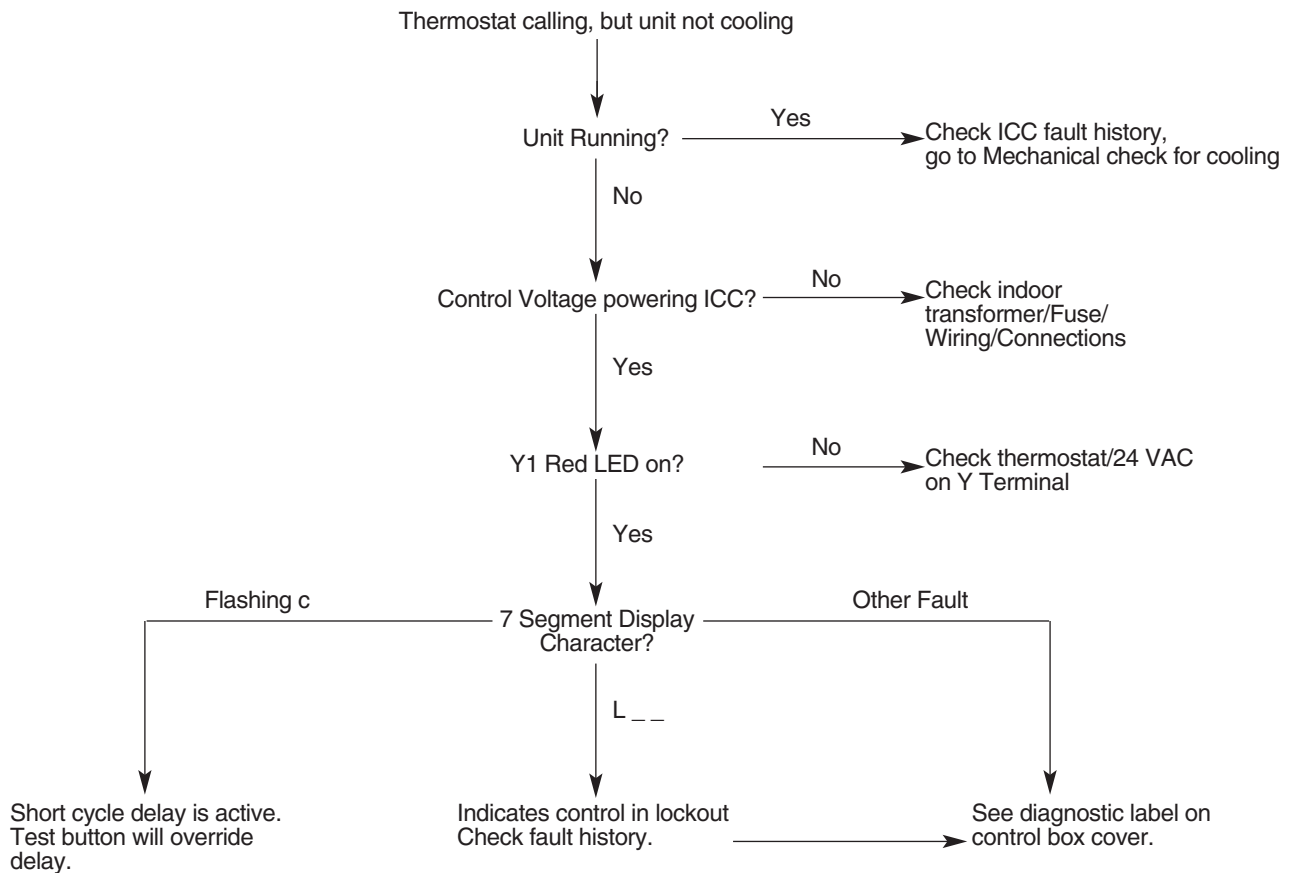 Thermostat calling, but unit not cooling
Yes
Unit Running?
Check ICC fault history,
go to Mechanical check for cooling
No
Control Voltage powering ICC?
No
Check indoor
transformer/Fuse/
Wiring/Connections
Yes
Y1 Red LED on?
No
Check thermostat/24 VAC
on Y Terminal
Yes
Flashing c
7 Segment Display
Character?
Other Fault
L _ _
Short cycle delay is active.
Test button will override
delay.
Indicates control in lockout
Check fault history.
See diagnostic label on
control box cover.